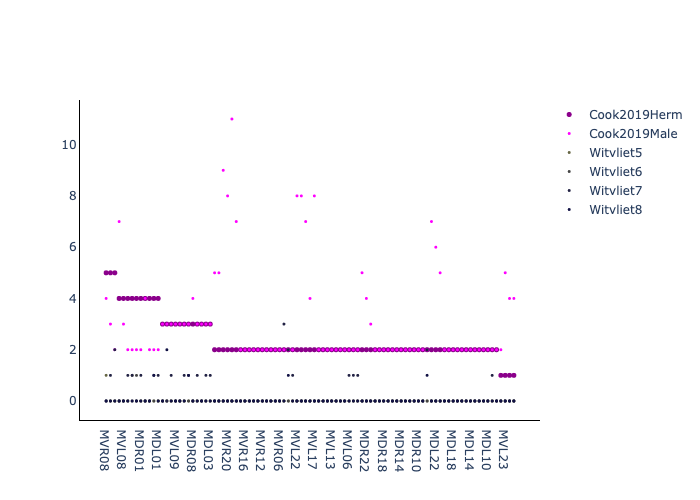 10
8
6
4
2
0
MVR08
MVL08
MDR01
MDL01
MVL09
MDR08
MDL03
MVR20
MVR16
MVR12
MVR06
MVL22
MVL17
MVL13
MVL06
MDR22
MDR18
MDR14
MDR10
MDL22
MDL18
MDL14
MDL10
MVL23
Cook2019Herm
Cook2019Male
Witvliet5
Witvliet6
Witvliet7
Witvliet8